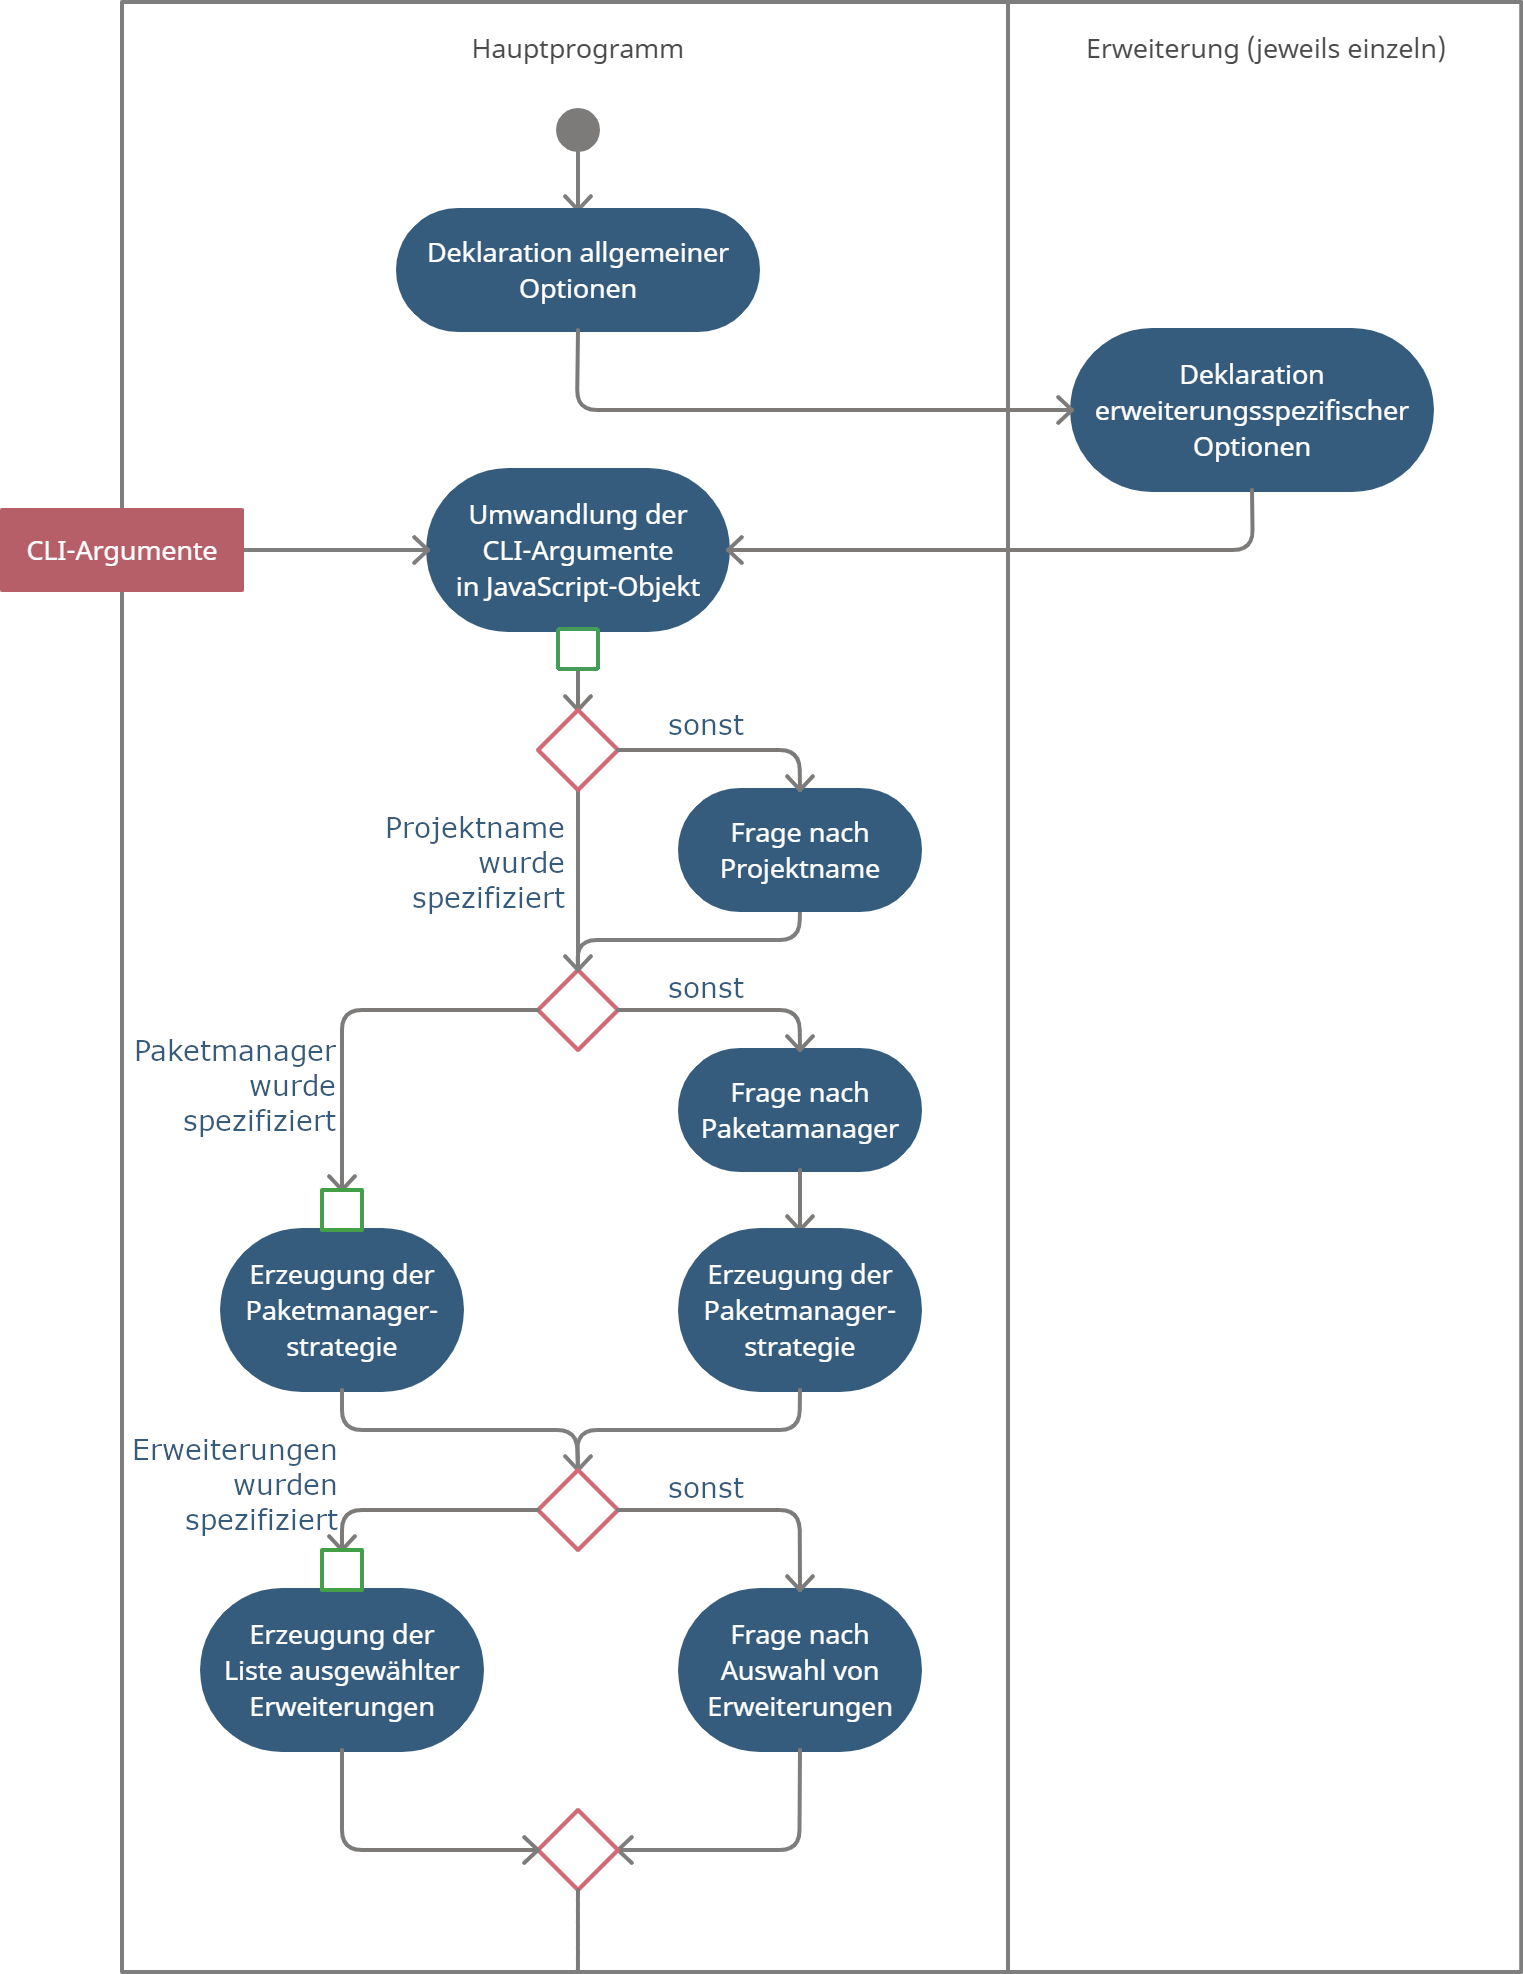 Hauptprogramm
Erweiterung (jeweils einzeln)
Deklaration allgemeiner
Optionen
Deklaration
erweiterungsspezifischer
Optionen
CLI-Argumente
Umwandlung der
CLI-Argumente
in JavaScript-Objekt
sonst
Projektname
wurde
spezifiziert
Frage nach
Projektname
sonst
Paketmanager
wurde
spezifiziert
Frage nach
Paketamanager
Erzeugung der
Paketmanager-
strategie
Erzeugung der
Paketmanager-
strategie
Erweiterungen
wurden
spezifiziert
sonst
Erzeugung der
Liste ausgewählter
Erweiterungen
Frage nach
Auswahl von
Erweiterungen